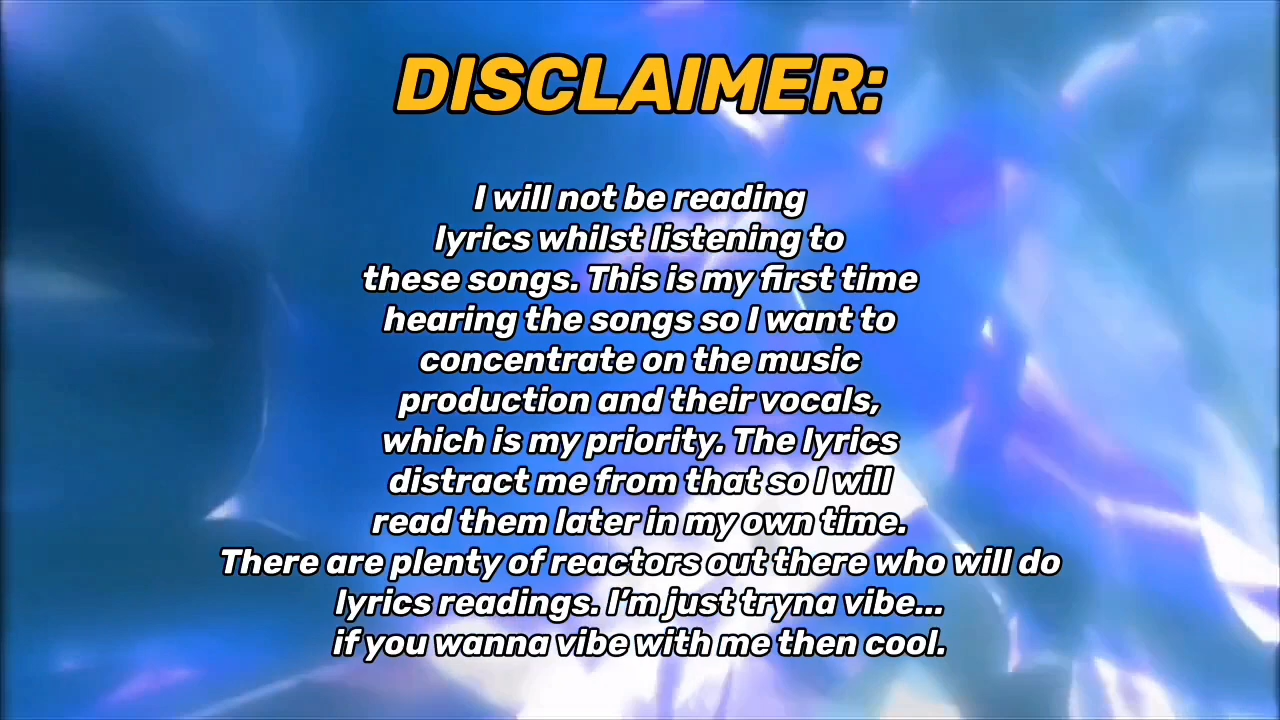 DISCLAIMER:
I will not be reading
lyrics whilst listening to
these songs. This is my first time
hearing the songs so I want to
concentrate on the music
production and their vocals,
which is my priority. The lyrics
distract me from that so I will
read them later in my own time.
There are plenty of reactors out there who will do
lyrics readings. I'm just tryna vibe...
if you wanna vibe with me then cool.